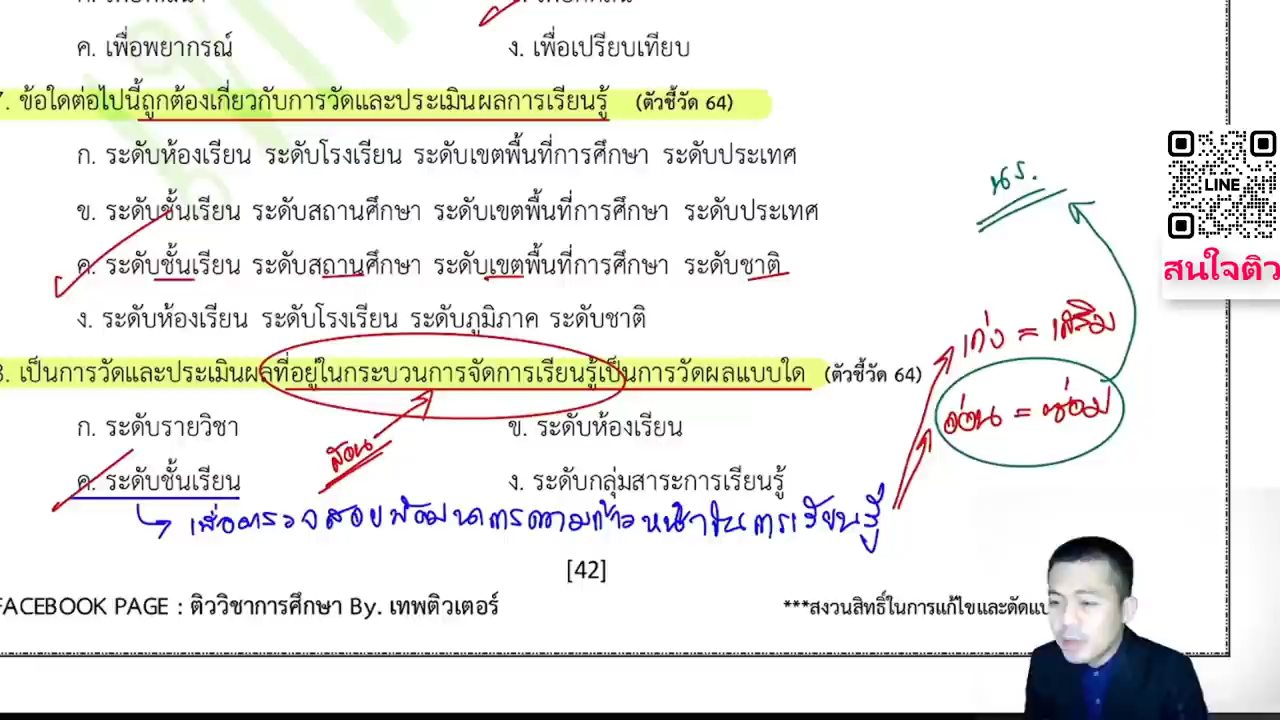 ค. เพื่อพยากรณ์ ง. เพื่อเปรียบเทียบ
7. ข้อใดต่อไปนี้ถูกต้องเกี่ยวกับการวัดและประเมินผลการเรียนรู้ (ตัวชี้วัด 64)
ก. ระดับห้องเรียน ระดับโรงเรียน ระดับเขตพื้นที่การศึกษา ระดับประเทศ
นร.
ข. ระดับชั้นเรียน ระดับสถานศึกษา ระดับเขตพื้นที่การศึกษา ระดับประเทศ
LINE
ค. ระดับชั้นเรียน ระดับสถานศึกษา ระดับเขตพื้นที่การศึกษา ระดับชาติ
สนใจติว
ง. ระดับห้องเรียน ระดับโรงเรียน ระดับภูมิภาค ระดับชาติ
เก่ง = เสริม
8. เป็นการวัดและประเมินผลที่อยู่ในกระบวนการจัดการเรียนรู้เป็นการวัดผลแบบใด (ตัวชี้วัด 64)
อ่อน = ซ่อม
ก. ระดับรายวิชา ข. ระดับห้องเรียน
สอน
ค. ระดับชั้นเรียน ง. ระดับกลุ่มสาระการเรียนรู้
เพื่อตรวจสอบพัฒนาการความก้าวหน้าในการเรียนรู้
[42]
FACEBOOK PAGE : ติววิชาการศึกษา By. เทพติวเตอร์ ***สงวนสิทธิ์ในการแก้ไขและดัดแป